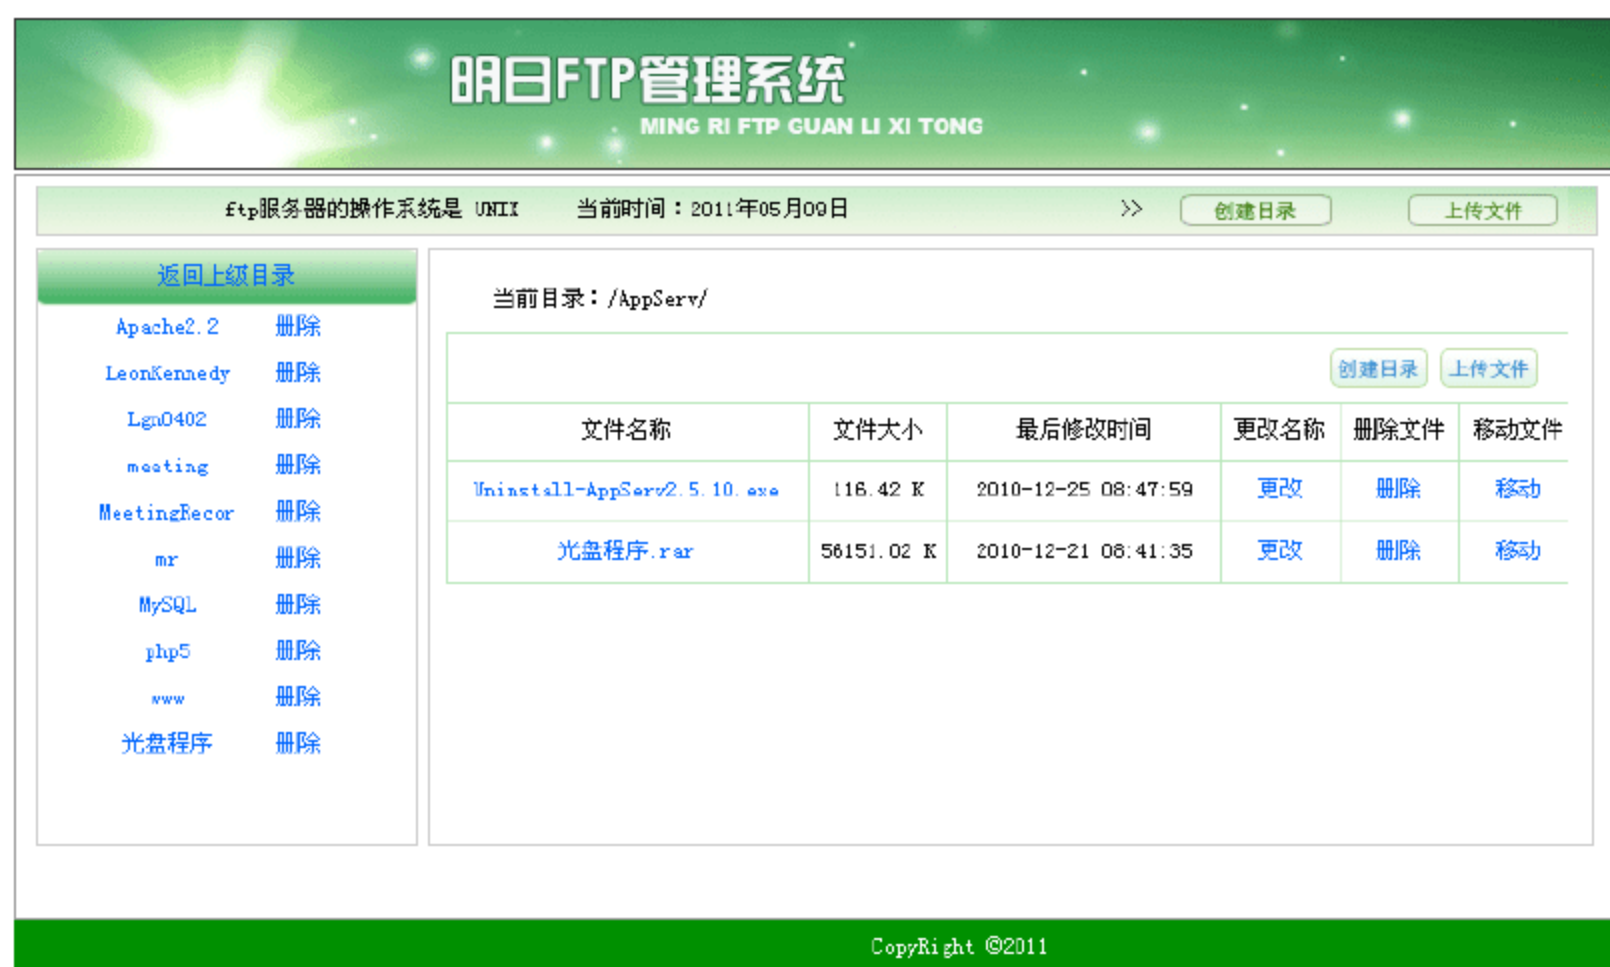 明日FTP管理系统
MING RI FTP GUAN LI XI TONG
ftp服务器的操作系统是 UNIX 当前时间：2011年05月09日 >> 创建目录 上传文件
返回上级目录
Apache2.2 删除
LeonKennedy 删除
Lgn0402 删除
meeting 删除
MeetingRecor 删除
mr 删除
MySQL 删除
php5 删除
www 删除
光盘程序 删除
当前目录：/AppServ/
创建目录 上传文件
文件名称 文件大小 最后修改时间 更改名称 删除文件 移动文件
Uninstall-AppServ2.5.10.exe 116.42 K 2010-12-25 08:47:59 更改 删除 移动
光盘程序.rar 56151.02 K 2010-12-21 08:41:35 更改 删除 移动
CopyRight ©2011